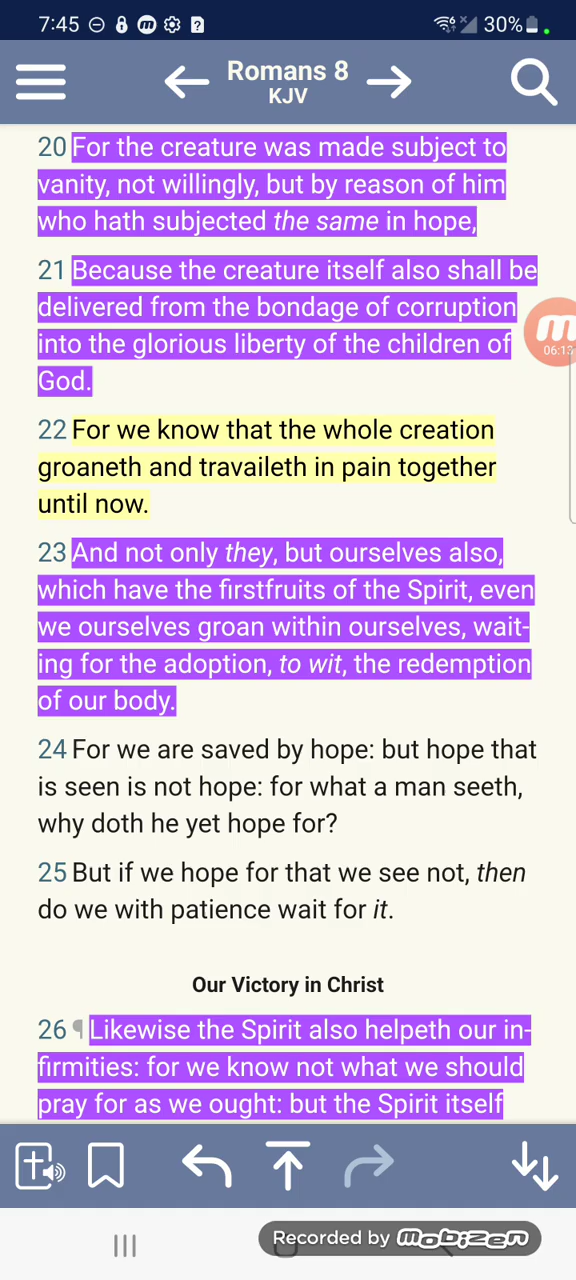 7:45
30%
Romans 8
KJV
20 For the creature was made subject to
vanity, not willingly, but by reason of him
who hath subjected the same in hope,
21 Because the creature itself also shall be
delivered from the bondage of corruption
into the glorious liberty of the children of
God.
m
06:13
22 For we know that the whole creation
groaneth and travaileth in pain together
until now.
23 And not only they, but ourselves also,
which have the firstfruits of the Spirit, even
we ourselves groan within ourselves, wait-
ing for the adoption, to wit, the redemption
of our body.
24 For we are saved by hope: but hope that
is seen is not hope: for what a man seeth,
why doth he yet hope for?
25 But if we hope for that we see not, then
do we with patience wait for it.
Our Victory in Christ
26 ¶ Likewise the Spirit also helpeth our in-
firmities: for we know not what we should
pray for as we ought: but the Spirit itself
Recorded by mobizen